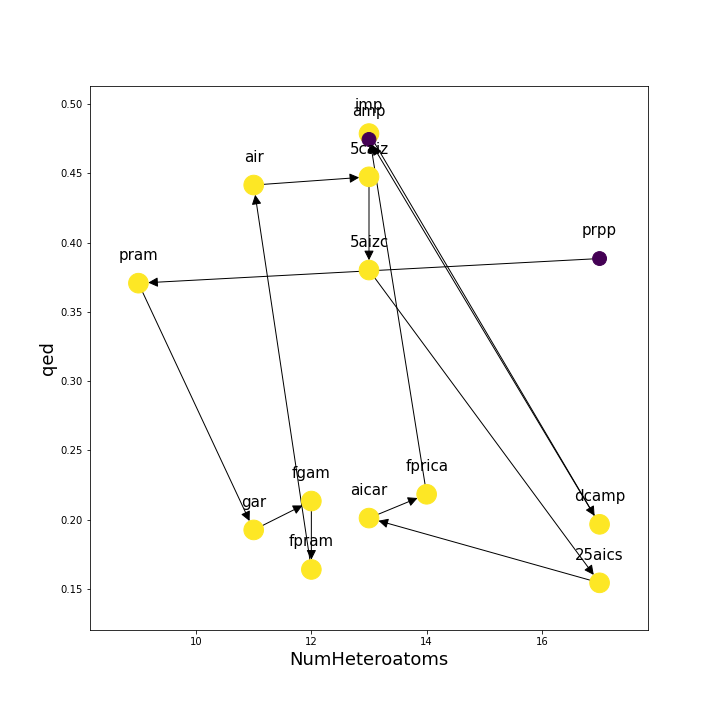 0.50
0.45
0.40
0.35
0.30
0.25
0.20
0.15
qed
10
12
14
16
NumHeteroatoms
imp
amp
air
prpp
5aizc
pram
fprica
fgam
aicar
dcamp
gar
fpram
25aics